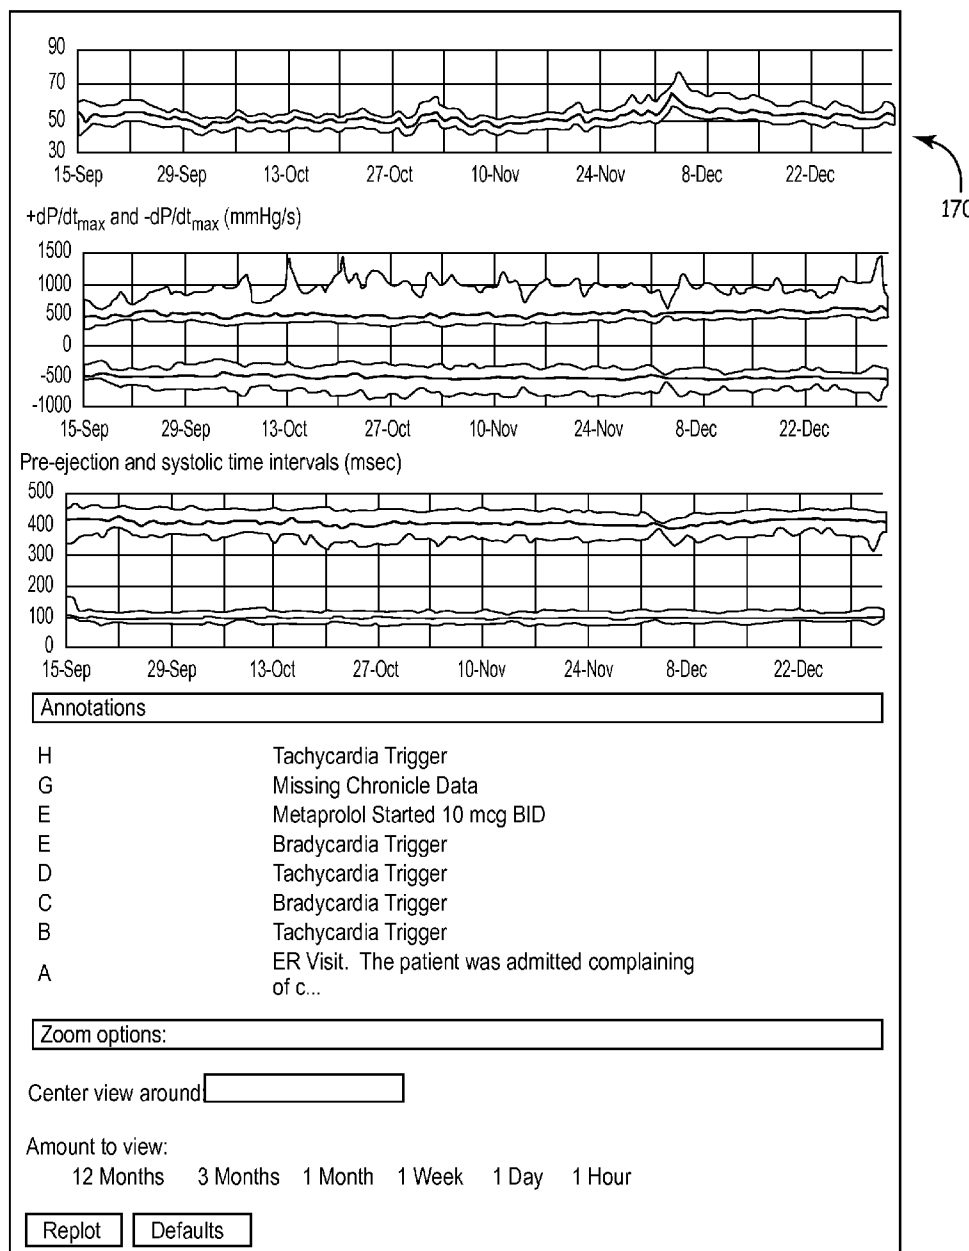 90
70
50
30
15-Sep 29-Sep 13-Oct 27-Oct 10-Nov 24-Nov 8-Dec 22-Dec
170
+dP/dtmax and -dP/dtmax (mmHg/s)
1500
1000
500
0
-500
-1000
15-Sep 29-Sep 13-Oct 27-Oct 10-Nov 24-Nov 8-Dec 22-Dec
Pre-ejection and systolic time intervals (msec)
500
400
300
200
100
0
15-Sep 29-Sep 13-Oct 27-Oct 10-Nov 24-Nov 8-Dec 22-Dec
Annotations
H Tachycardia Trigger
G Missing Chronicle Data
E Metaprolol Started 10 mcg BID
E Bradycardia Trigger
D Tachycardia Trigger
C Bradycardia Trigger
B Tachycardia Trigger
A ER Visit. The patient was admitted complaining
of c...
Zoom options:
Center view around:
Amount to view:
12 Months 3 Months 1 Month 1 Week 1 Day 1 Hour
Replot Defaults